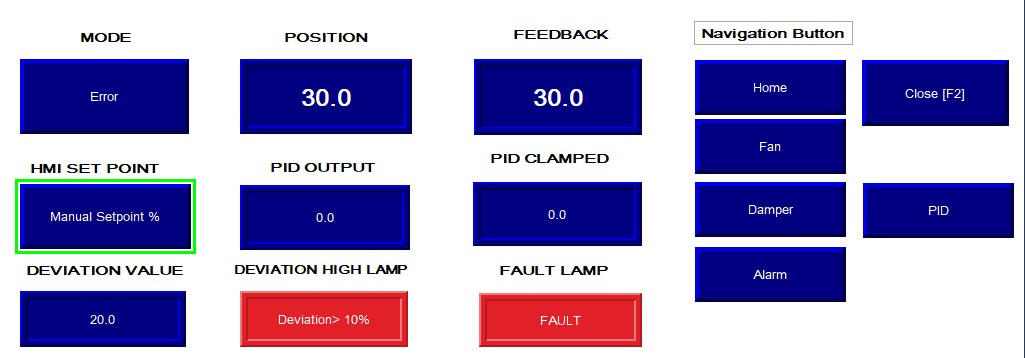 MODE
POSITION
FEEDBACK
Navigation Button
Error
30.0
30.0
Home
Close [F2]
Fan
HMI SET POINT
PID OUTPUT
PID CLAMPED
Manual Setpoint %
0.0
0.0
Damper
PID
DEVIATION VALUE
DEVIATION HIGH LAMP
FAULT LAMP
Alarm
20.0
Deviation> 10%
FAULT